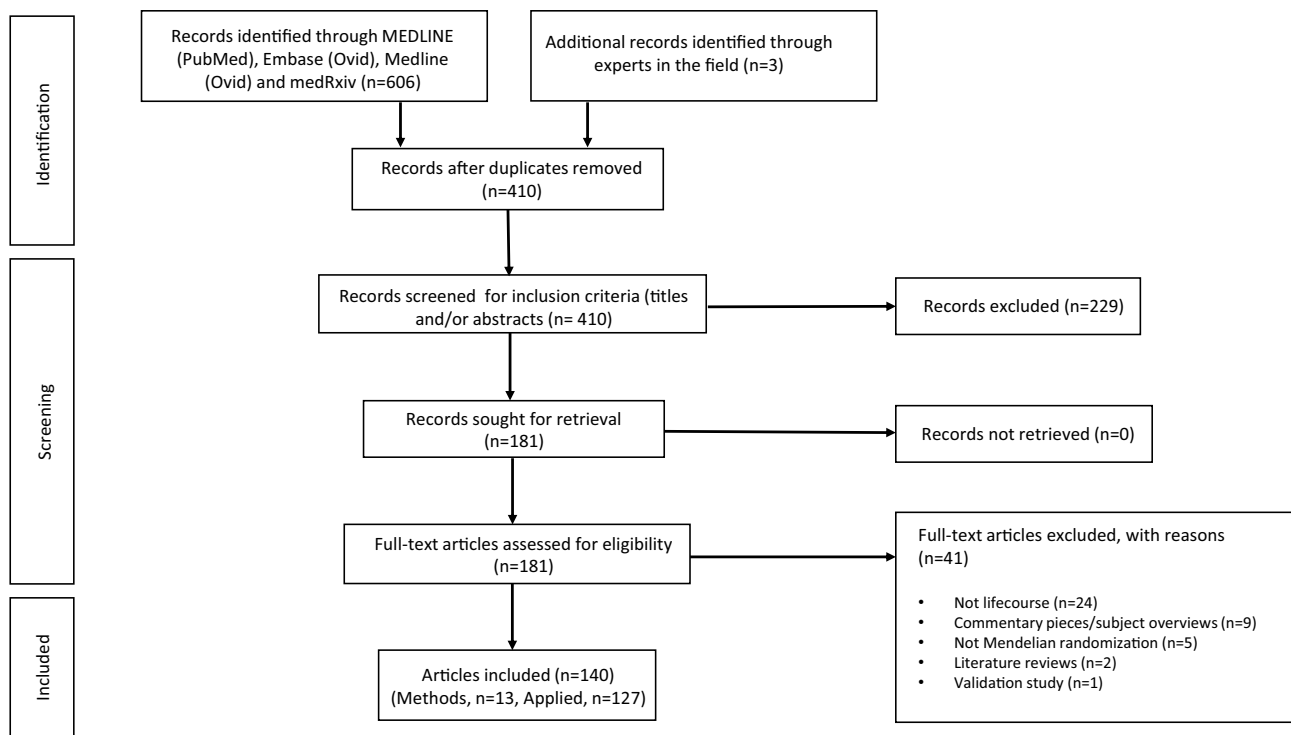 Identification
Records identified through MEDLINE
(PubMed), Embase (Ovid), Medline
(Ovid) and medRxiv (n=606)
Additional records identified through
experts in the field (n=3)
Records after duplicates removed
(n=410)
Screening
Records screened for inclusion criteria (titles
and/or abstracts (n= 410)
Records excluded (n=229)
Records sought for retrieval
(n=181)
Records not retrieved (n=0)
Full-text articles assessed for eligibility
(n=181)
Full-text articles excluded, with reasons
(n=41)
• Not lifecourse (n=24)
• Commentary pieces/subject overviews (n=9)
• Not Mendelian randomization (n=5)
• Literature reviews (n=2)
• Validation study (n=1)
Included
Articles included (n=140)
(Methods, n=13, Applied, n=127)